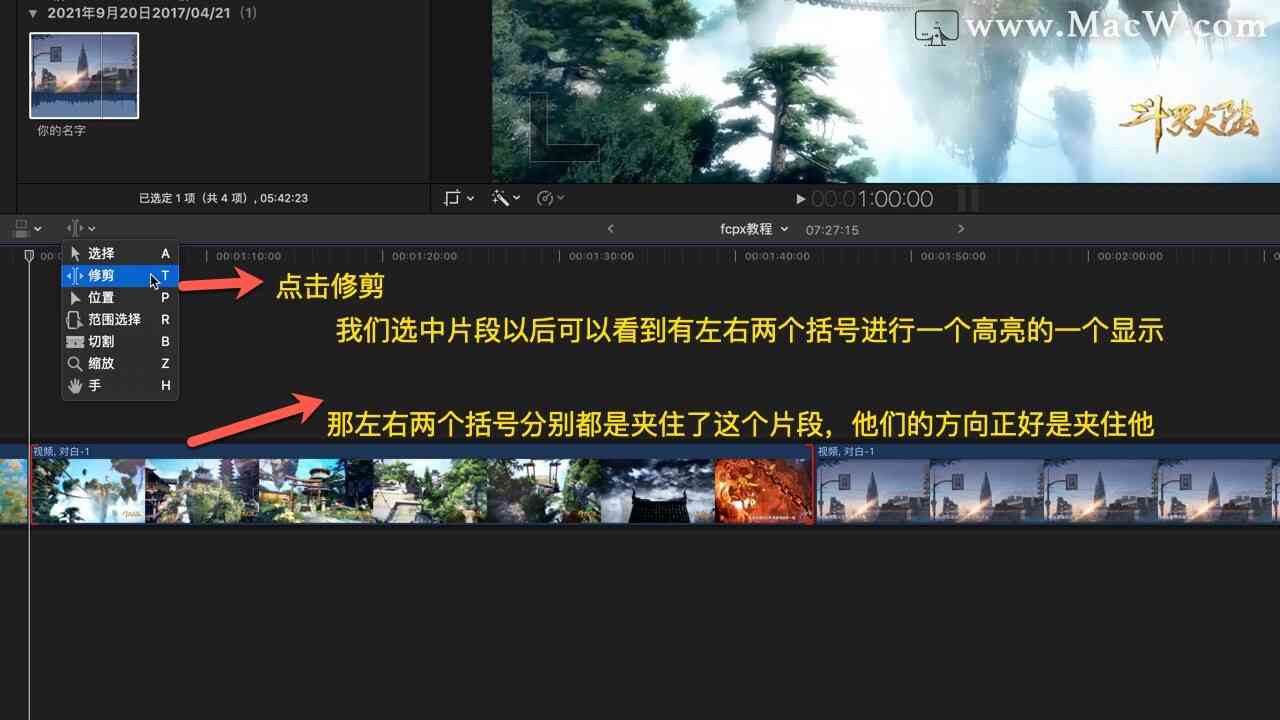 2021年9月20日2017/04/21 (1)
www.MacW.com
斗罗大陆
你的名字
已选定 1 项（共 4 项）, 05:42:23
00:01:00:00
fcpx教程
07:27:15
00:01:10:00
00:01:20:00
00:01:30:00
00:01:40:00
00:01:50:00
00:02:00:00
选择 A
修剪 T
位置 P
范围选择 R
切割 B
缩放 Z
手 H
点击修剪
我们选中片段以后可以看到有左右两个括号进行一个高亮的一个显示
那左右两个括号分别都是夹住了这个片段，他们的方向正好是夹住他
视频, 对白-1
视频, 对白-1